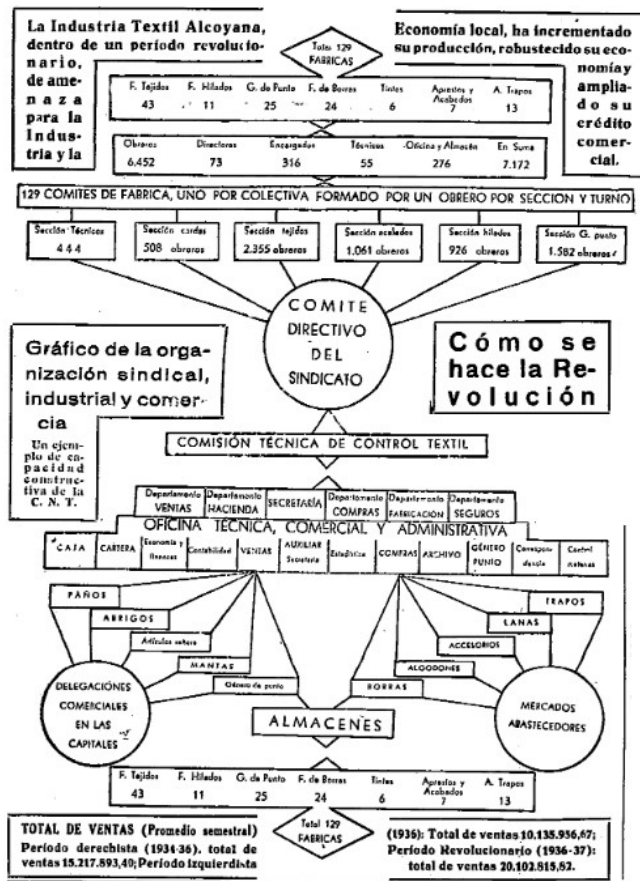 La Industria Textil Alcoyana,
dentro de un período revolucio-
nario,
de ame-
naza
para la
Indus-
tria y la
Total 129
FABRICAS
Economía local, ha incrementado
su producción, robustecido su eco-
nomía y
amplia-
do su
crédito
comer-
cial.
F. Tejidos F. Hilados G. de Punto F. de Borras Tintes Aprestos y Acabados A. Trapos
43 11 25 24 6 7 13
Obreros Directores Encargados Técnicos Oficina y Almacén En Suma
6.452 73 316 55 276 7.172
129 COMITES DE FABRICA, UNO POR COLECTIVA FORMADO POR UN OBRERO POR SECCION Y TURNO
Sección Técnicos Sección cardas Sección tejidos Sección acabados Sección hilados Sección G. punto
444 508 obreros 2.355 obreros 1.061 obreros 926 obreros 1.582 obreros
COMITE
DIRECTIVO
DEL
SINDICATO
Gráfico de la orga-
nización sindical,
industrial y comer-
cia
Un ejem-
plo de ca-
pacidad
construc-
tiva de la
C. N. T.
Cómo se
hace la Re-
volución
COMISIÓN TÉCNICA DE CONTROL TEXTIL
Departamento VENTAS Departamento HACIENDA SECRETARÍA Departamento COMPRAS Departamento FABRICACIÓN Departamento SEGUROS
OFICINA TÉCNICA, COMERCIAL Y ADMINISTRATIVA
CAJA CARTERA Economía y finanzas Contabilidad VENTAS AUXILIAR Secretaría Estadística COMPRAS ARCHIVO GÉNERO PUNTO Correspondencia Control
PAÑOS
ABRIGOS
Artículos
MANTAS
Género de punto
TRAPOS
LANAS
ACCELORIOS
ALGODONES
BORRAS
DELEGACIÓNES
COMERCIALES
EN LAS
CAPITALES
ALMACENES
MERCADOS
ABASTECEDORES
F. Tejidos F. Hilados G. de Punto F. de Borras Tintes Aprestos y Acabados A. Trapos
43 11 25 24 6 7 13
Total 129
FABRICAS
TOTAL DE VENTAS (Promedio semestral)
Período derechista (1934-36), total de
ventas 15.217.893,40; Período Izquierdista
(1936): Total de ventas 10.135.956,67;
Período Revolucionario (1936-37):
total de ventas 20.102.815,82.